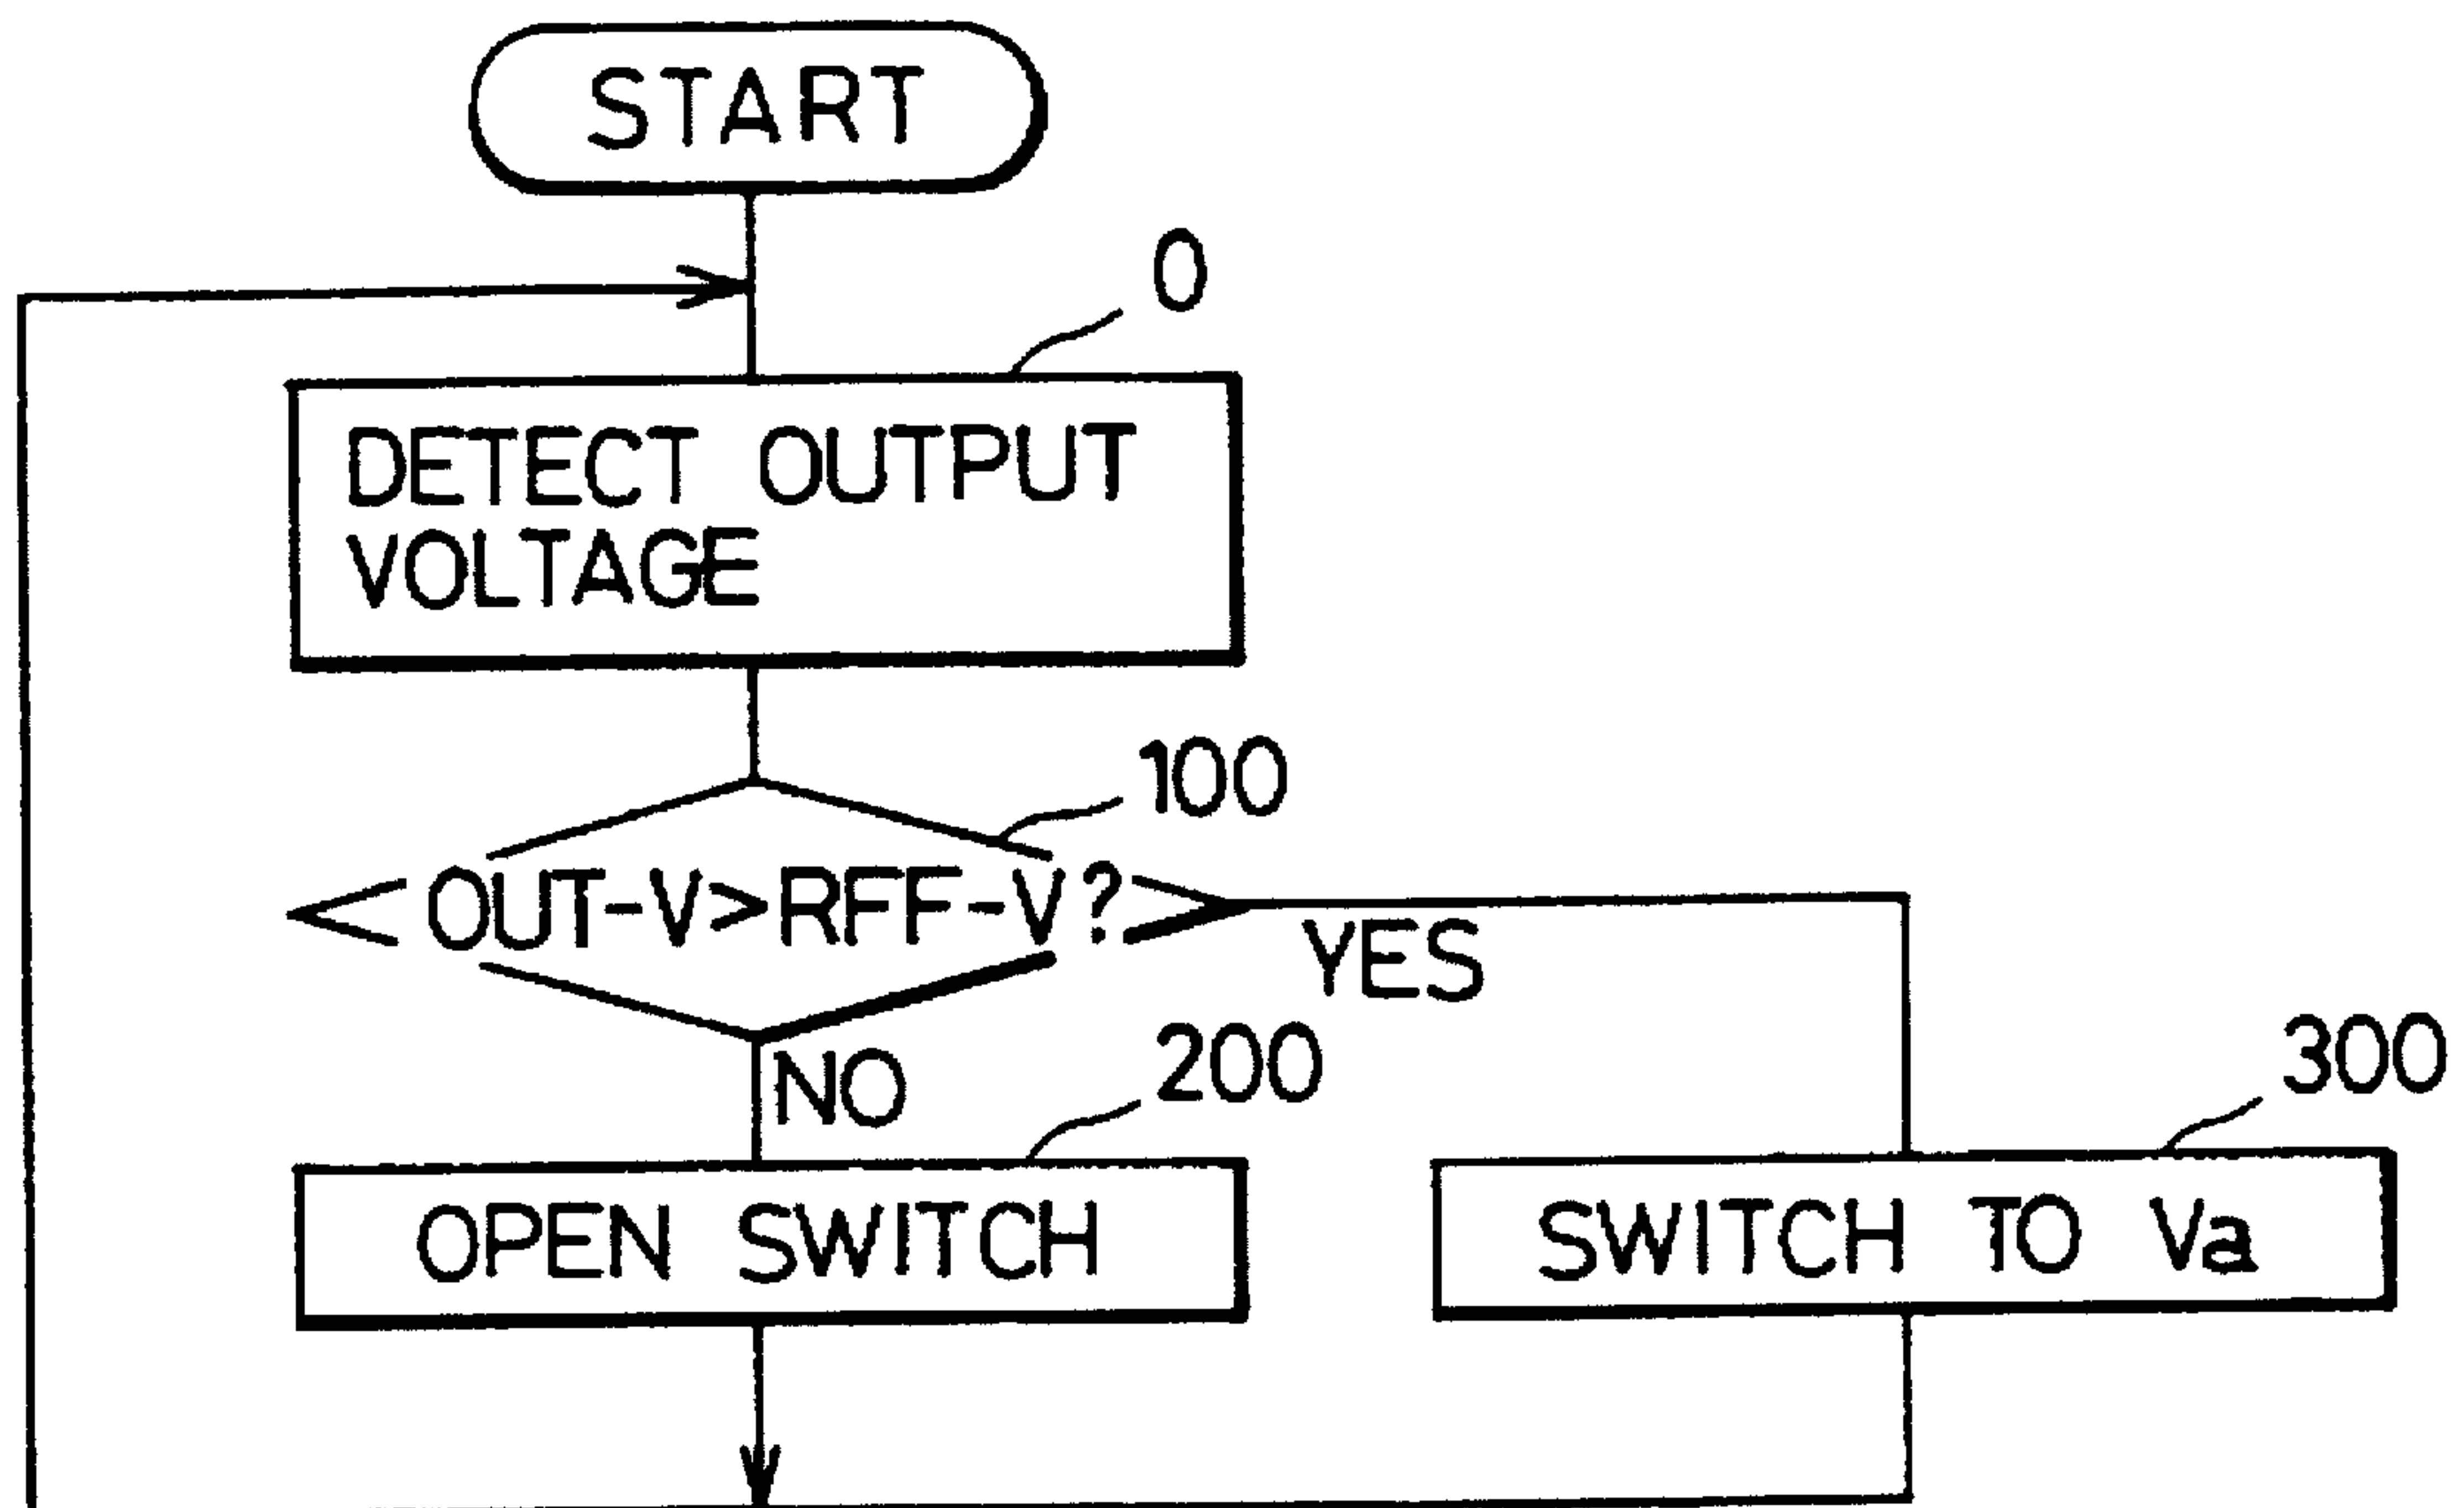 START
0
DETECT OUTPUT
VOLTAGE
100
OUT-V>RFF-V?
YES
NO
200
300
OPEN SWITCH
SWITCH TO Va